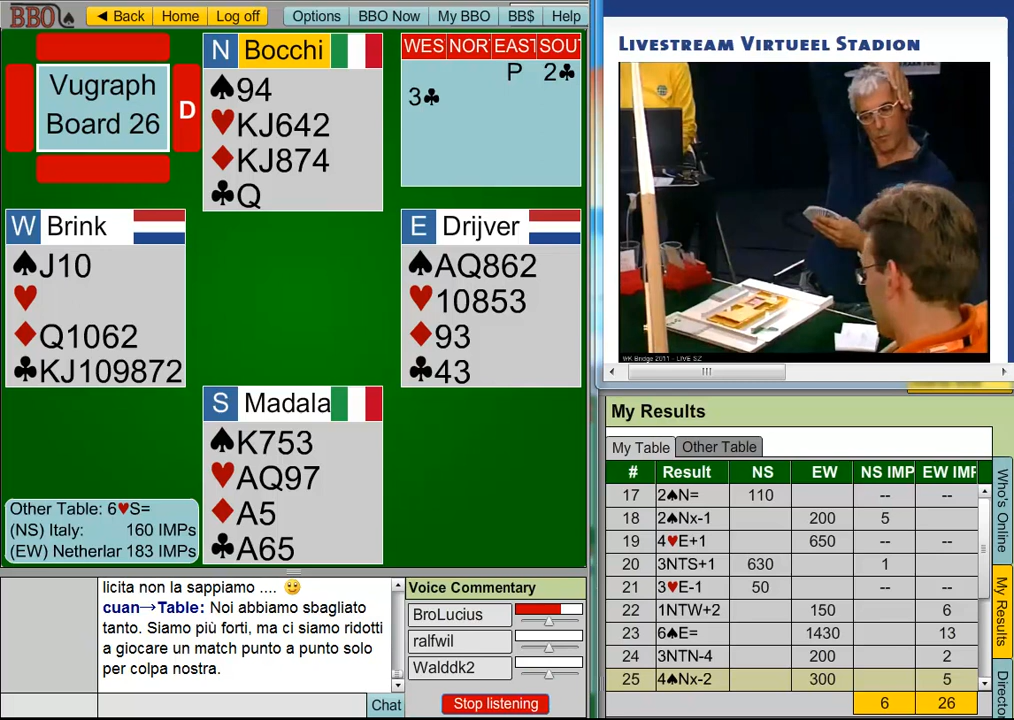 BBO
◄ Back
Home
Log off
Options
BBO Now
My BBO
BB$
Help
Vugraph
Board 26
D
N Bocchi
♠94
♥KJ642
♦KJ874
♣Q
WES NOR EAST SOU
P 2♣
3♣
W Brink
♠J10
♥
♦Q1062
♣KJ109872
E Drijver
♠AQ862
♥10853
♦93
♣43
S Madala
♠K753
♥AQ97
♦A5
♣A65
Other Table: 6♥S=
(NS) Italy: 160 IMPs
(EW) Netherlar 183 IMPs
licita non la sappiamo ....
cuan→Table: Noi abbiamo sbagliato
tanto. Siamo più forti, ma ci siamo ridotti
a giocare un match punto a punto solo
per colpa nostra.
Chat
Voice Commentary
BroLucius
ralfwil
Walddk2
Stop listening
Livestream Virtueel Stadion
WK Bridge 2011 - LIVE SZ
My Results
My Table Other Table
# Result NS EW NS IMP EW IMF
17 2♠N= 110 -- --
18 2♠Nx-1 200 5
19 4♥E+1 650 -- --
20 3NTS+1 630 1
21 3♥E-1 50 -- --
22 1NTW+2 150 6
23 6♠E= 1430 13
24 3NTN-4 200 2
25 4♠Nx-2 300 5
6 26
Who's Online
My Results
Director